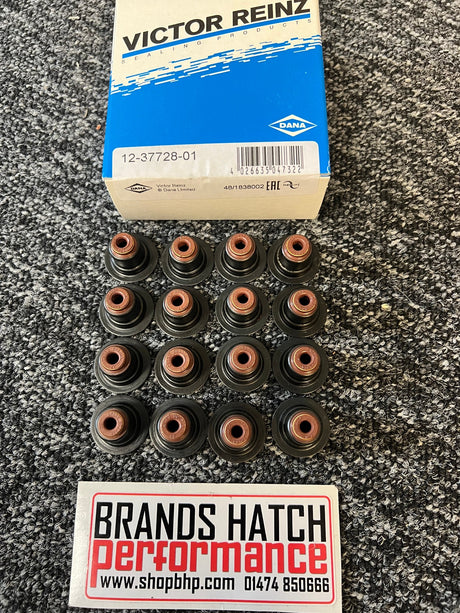 VICTOR REINZ
SEALING PRODUCTS
DANA
12-37728-01
4 026635 047322
DANA
Victor Reinz
® Dana Limited
48/1838002 EAC
BRANDS HATCH
performance
www.shopbhp.com 01474 850666